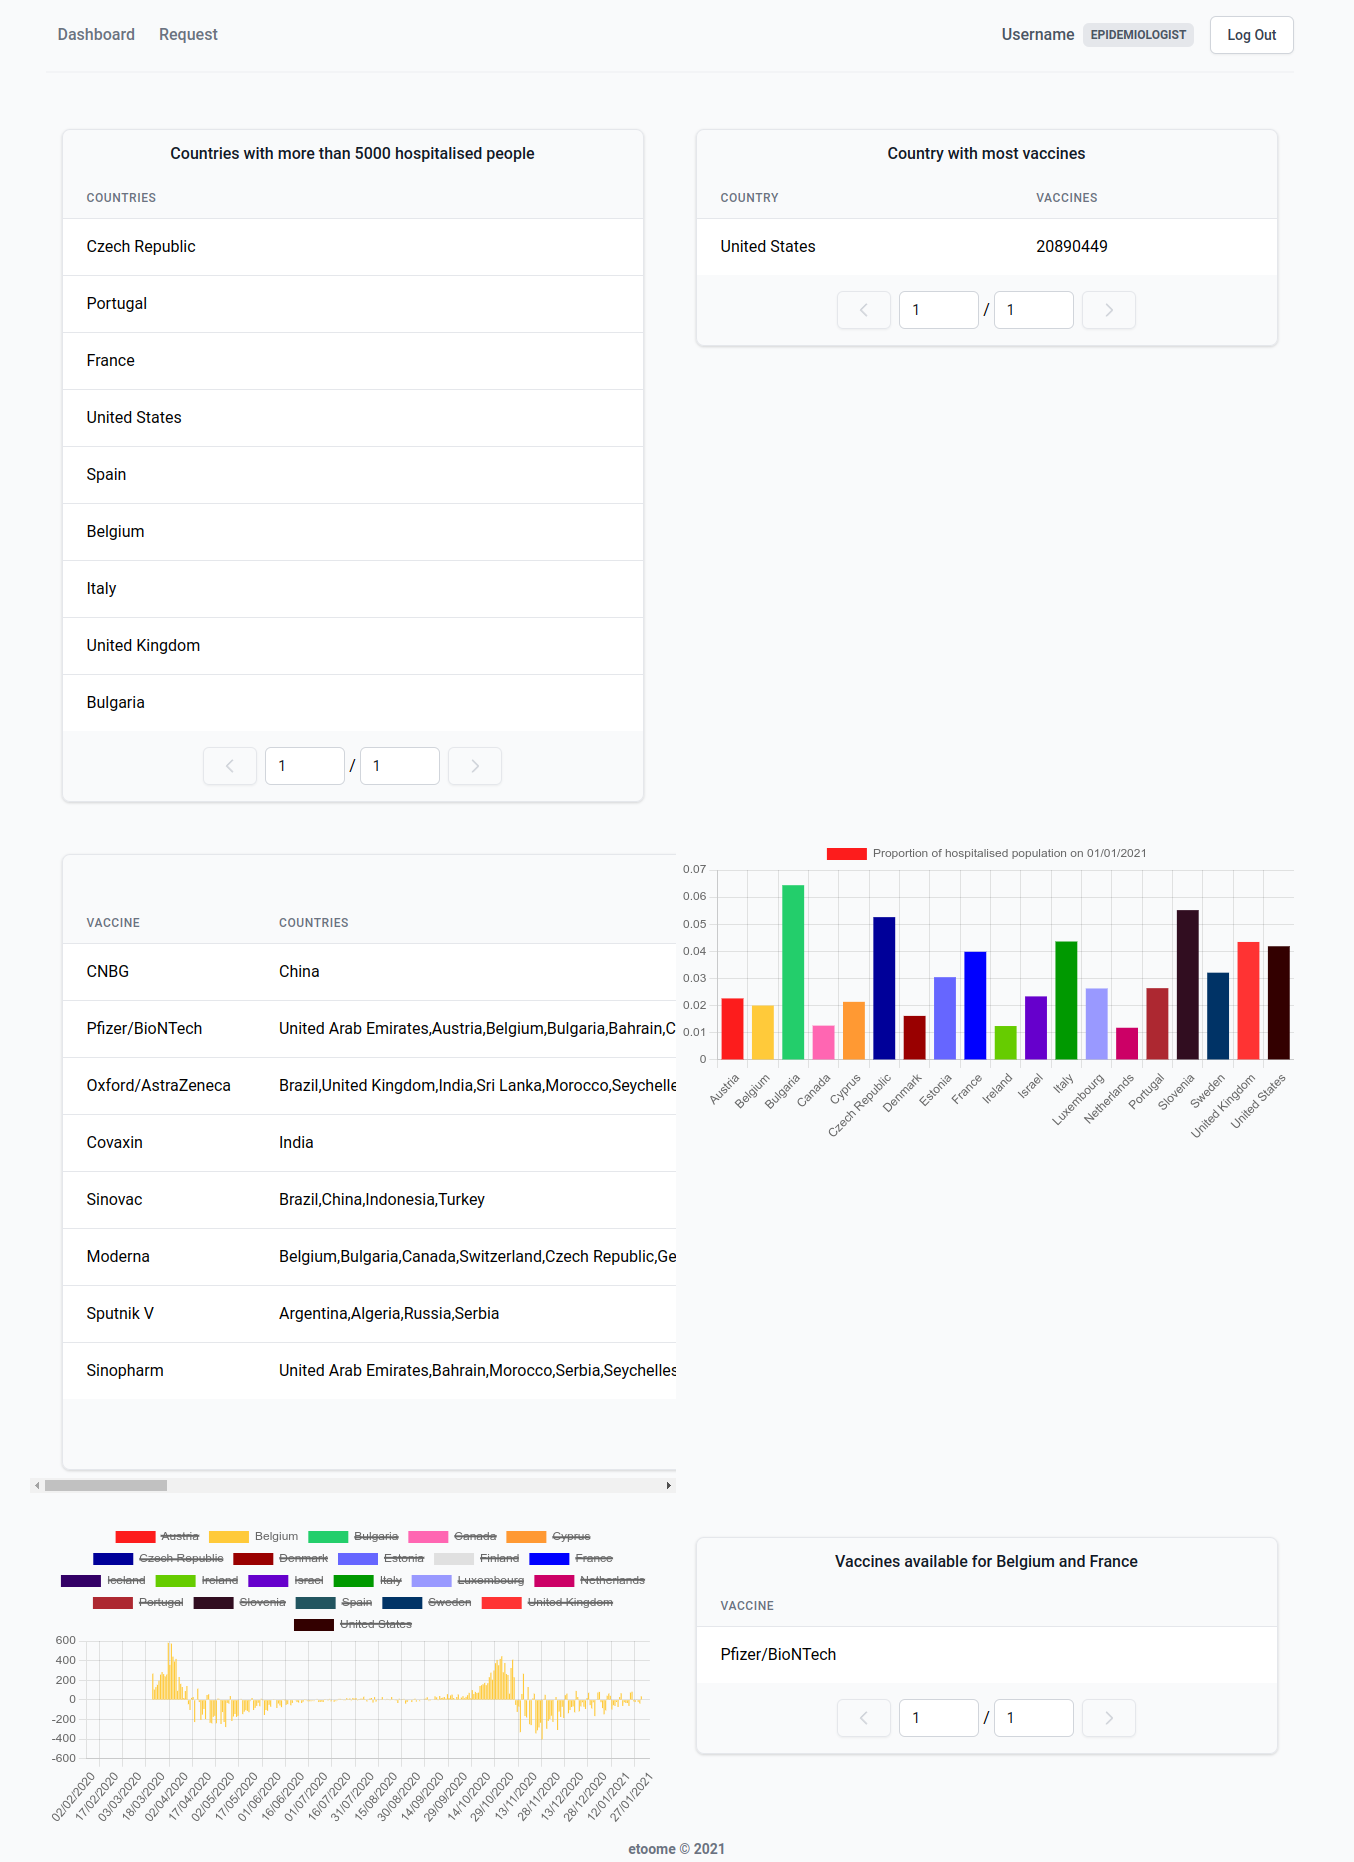 Dashboard Request Username EPIDEMIOLOGIST Log Out
Countries with more than 5000 hospitalised people
COUNTRIES
Czech Republic
Portugal
France
United States
Spain
Belgium
Italy
United Kingdom
Bulgaria
1 / 1
Country with most vaccines
COUNTRY VACCINES
United States 20890449
1 / 1
VACCINE COUNTRIES
CNBG China
Pfizer/BioNTech United Arab Emirates,Austria,Belgium,Bulgaria,Bahrain,C
Oxford/AstraZeneca Brazil,United Kingdom,India,Sri Lanka,Morocco,Seychelle
Covaxin India
Sinovac Brazil,China,Indonesia,Turkey
Moderna Belgium,Bulgaria,Canada,Switzerland,Czech Republic,Ge
Sputnik V Argentina,Algeria,Russia,Serbia
Sinopharm United Arab Emirates,Bahrain,Morocco,Serbia,Seychelles
Proportion of hospitalised population on 01/01/2021
0.07
0.06
0.05
0.04
0.03
0.02
0.01
0
Austria Belgium Bulgaria Canada Cyprus Czech Republic Denmark Estonia France Ireland Israel Italy Luxembourg Netherlands Portugal Slovenia Sweden United Kingdom United States
Austria Belgium Bulgaria Canada Cyprus
Czech Republic Denmark Estonia Finland France
Iceland Ireland Israel Italy Luxembourg Netherlands
Portugal Slovenia Spain Sweden United Kingdom
United States
600
400
200
0
-200
-400
-600
02/02/2020 17/02/2020 03/03/2020 18/03/2020 02/04/2020 17/04/2020 02/05/2020 17/05/2020 01/06/2020 16/06/2020 01/07/2020 16/07/2020 31/07/2020 15/08/2020 30/08/2020 14/09/2020 29/09/2020 14/10/2020 29/10/2020 13/11/2020 28/11/2020 13/12/2020 28/12/2020 12/01/2021 27/01/2021
Vaccines available for Belgium and France
VACCINE
Pfizer/BioNTech
1 / 1
etoome © 2021